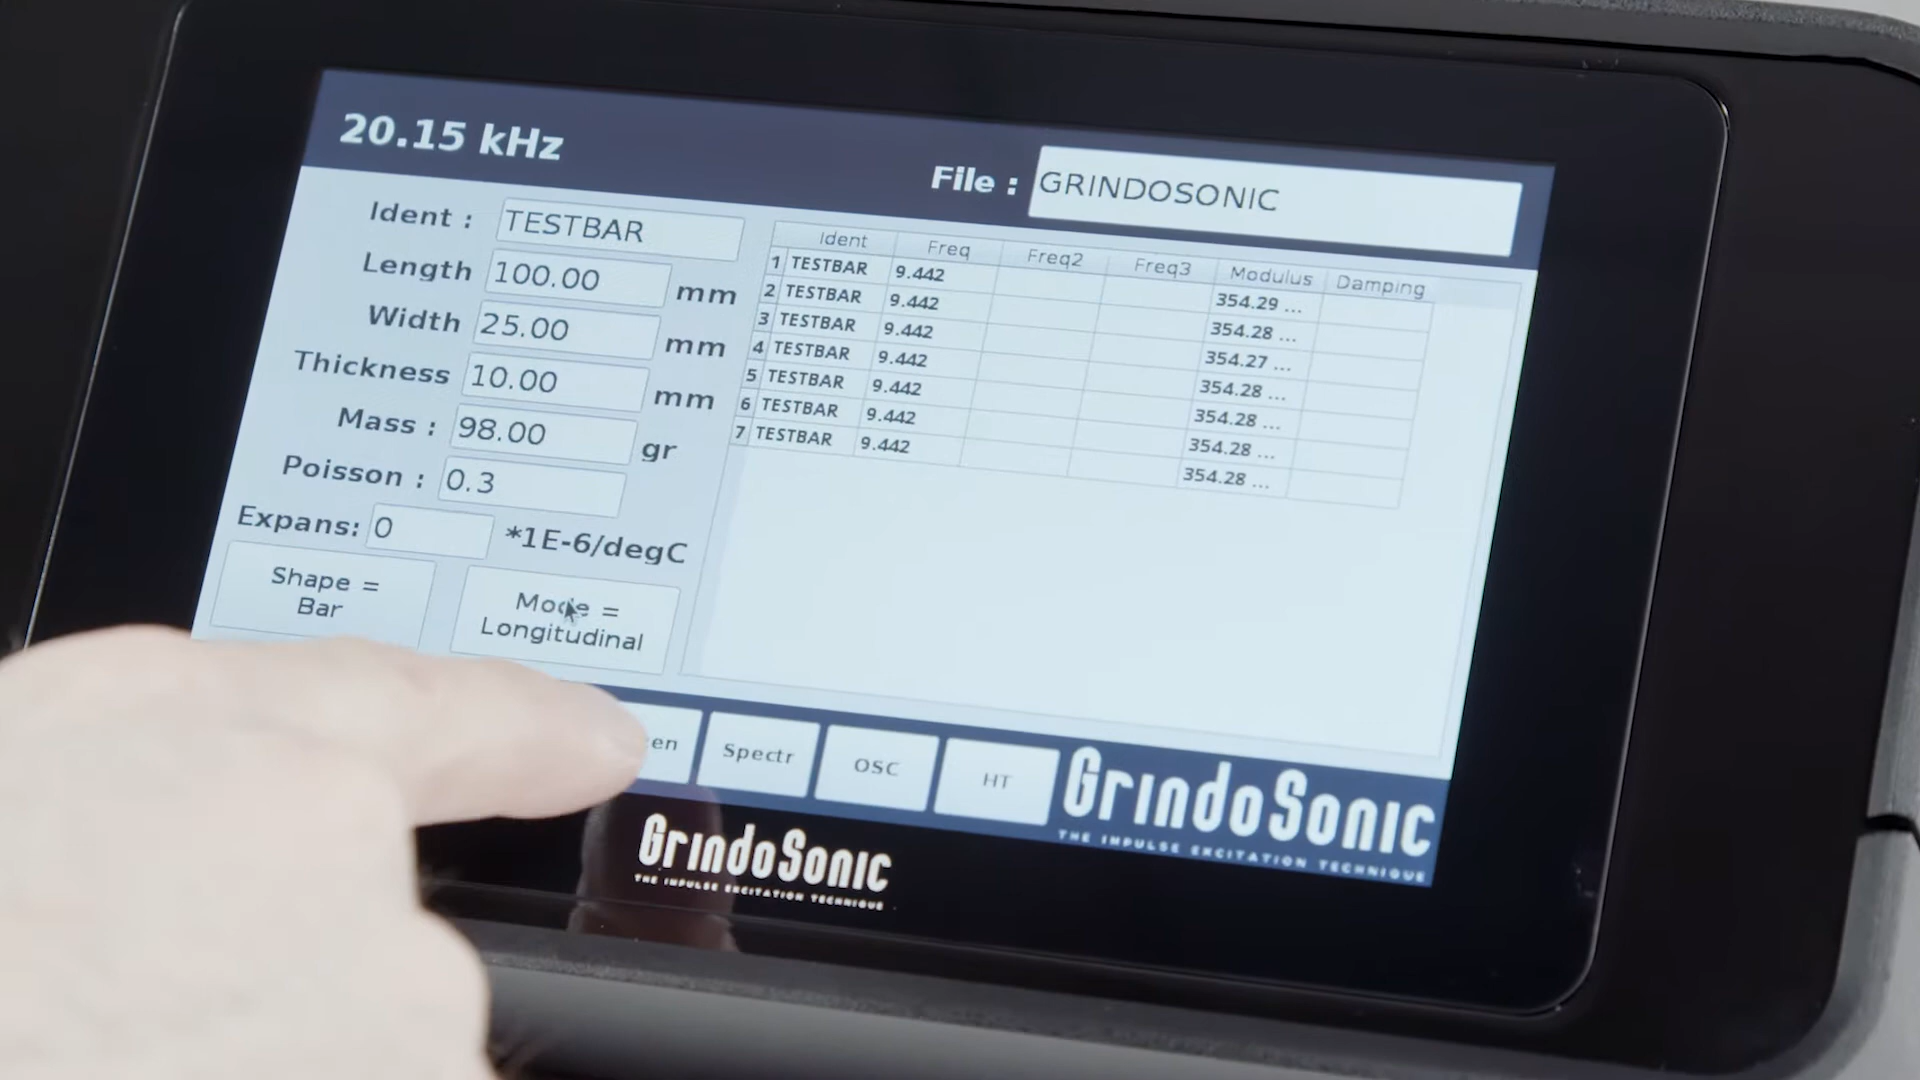 20.15 kHz
File : GRINDOSONIC
Ident : TESTBAR
Length 100.00 mm
Width 25.00 mm
Thickness 10.00 mm
Mass : 98.00 gr
Poisson : 0.3
Expans: 0 *1E-6/degC
Shape =
Bar
Mode =
Longitudinal
Ident Freq Freq2 Freq3 Modulus Damping
1 TESTBAR 9.442 354.29 ...
2 TESTBAR 9.442 354.28 ...
3 TESTBAR 9.442 354.27 ...
4 TESTBAR 9.442 354.28 ...
5 TESTBAR 9.442 354.28 ...
6 TESTBAR 9.442 354.28 ...
7 TESTBAR 9.442 354.28 ...
Spectr OSC HT
GrindoSonic
THE IMPULSE EXCITATION TECHNIQUE
GrindoSonic
THE IMPULSE EXCITATION TECHNIQUE